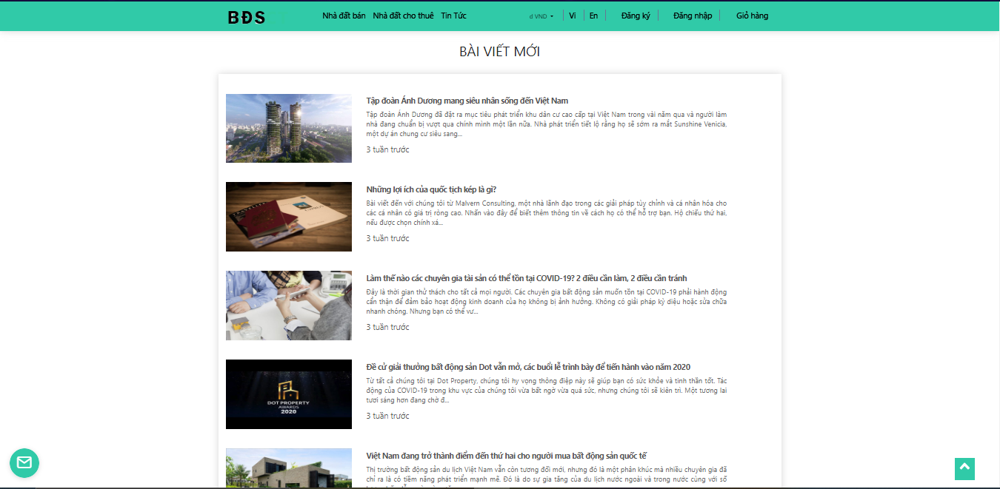 BĐS
Nhà đất bán Nhà đất cho thuê Tin Tức
đ VND
Vi
En
Đăng ký
Đăng nhập
Giỏ hàng
BÀI VIẾT MỚI
Tập đoàn Ánh Dương mang siêu nhân sống đến Việt Nam
Tập đoàn Ánh Dương đã đặt ra mục tiêu phát triển khu dân cư cao cấp tại Việt Nam trong vài năm qua và người làm
nhà đang chuẩn bị vượt qua chính mình một lần nữa. Nhà phát triển tiết lộ rằng họ sẽ sớm ra mắt Sunshine Venicia,
một dự án chung cư siêu sang...
3 tuần trước
Những lợi ích của quốc tịch kép là gì?
Bài viết đến với chúng tôi từ Malvern Consulting, một nhà lãnh đạo trong các giải pháp tùy chỉnh và cá nhân hóa cho
các cá nhân có giá trị ròng cao. Nhấn vào đây để biết thêm thông tin về cách họ có thể hỗ trợ bạn. Hộ chiếu thứ hai,
nếu được chọn chính xá...
3 tuần trước
Làm thế nào các chuyên gia tài sản có thể tồn tại COVID-19? 2 điều cần làm, 2 điều cần tránh
Đây là thời gian thử thách cho tất cả mọi người. Các chuyên gia bất động sản muốn tồn tại COVID-19 phải hành động
cẩn thận để đảm bảo hoạt động kinh doanh của họ không bị ảnh hưởng. Không có giải pháp kỳ diệu hoặc sửa chữa
nhanh chóng. Nhưng bạn có thể vư...
3 tuần trước
DOT PROPERTY
AWARDS
2020
Đề cử giải thưởng bất động sản Dot vẫn mở, các buổi lễ trình bày để tiến hành vào năm 2020
Từ tất cả chúng tôi tại Dot Property, chúng tôi hy vọng thông điệp này sẽ giúp bạn có sức khỏe và tinh thần tốt. Tác
động của COVID-19 trong khu vực của chúng tôi vừa bất ngờ vừa quá sức, nhưng chúng tôi sẽ kiên trì. Một tương lai
tươi sáng hơn đang chờ đ...
3 tuần trước
Việt Nam đang trở thành điểm đến thứ hai cho người mua bất động sản quốc tế
Thị trường bất động sản du lịch Việt Nam vẫn còn tương đối mới, nhưng đó là một phân khúc mà nhiều chuyên gia đã
chỉ ra là có tiềm năng phát triển mạnh mẽ. Đó là do sự gia tăng của du lịch nước ngoài và trong nước cùng với số